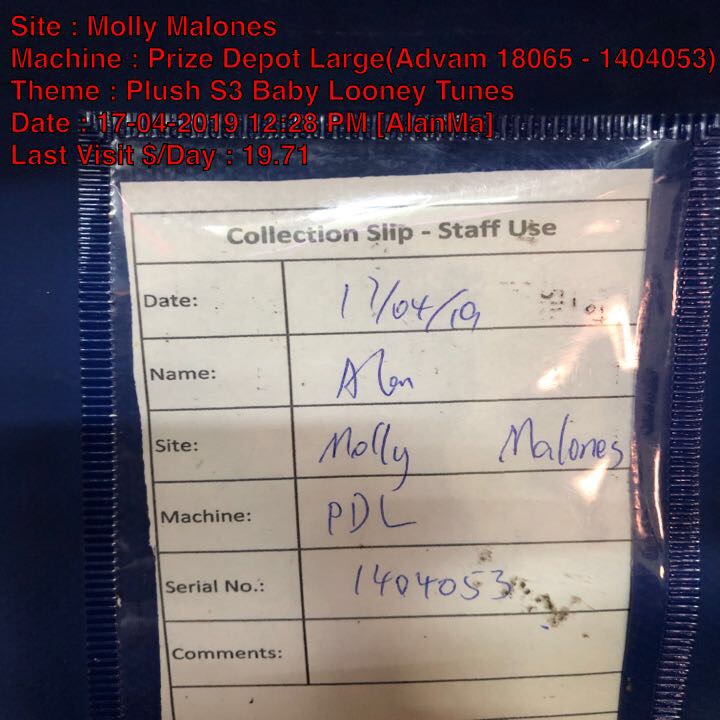 Site : Molly Malones
Machine : Prize Depot Large(Advam 18065 - 1404053)
Theme : Plush S3 Baby Looney Tunes
Date : 17-04-2019 12:28 PM [AlanMa]
Last Visit $/Day : 19.71
Collection Slip - Staff Use
Date: 17/04/19
Name: Alan
Site: Molly Malones
Machine: PDL
Serial No.: 1404053
Comments: